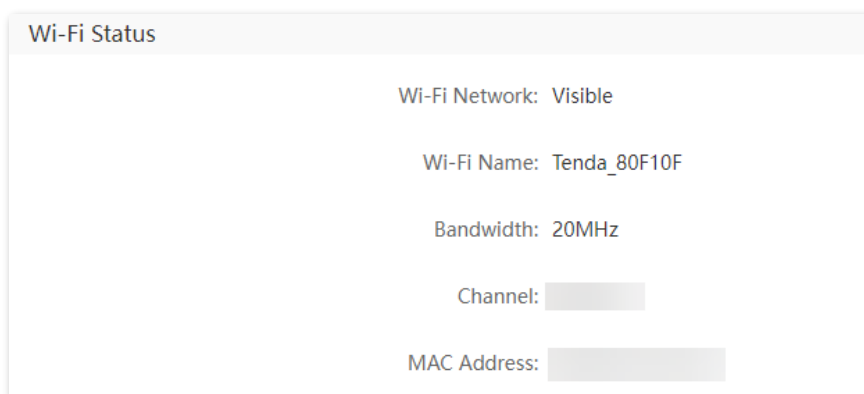 Wi-Fi Status
Wi-Fi Network: Visible
Wi-Fi Name: Tenda_80F10F
Bandwidth: 20MHz
Channel:
MAC Address: